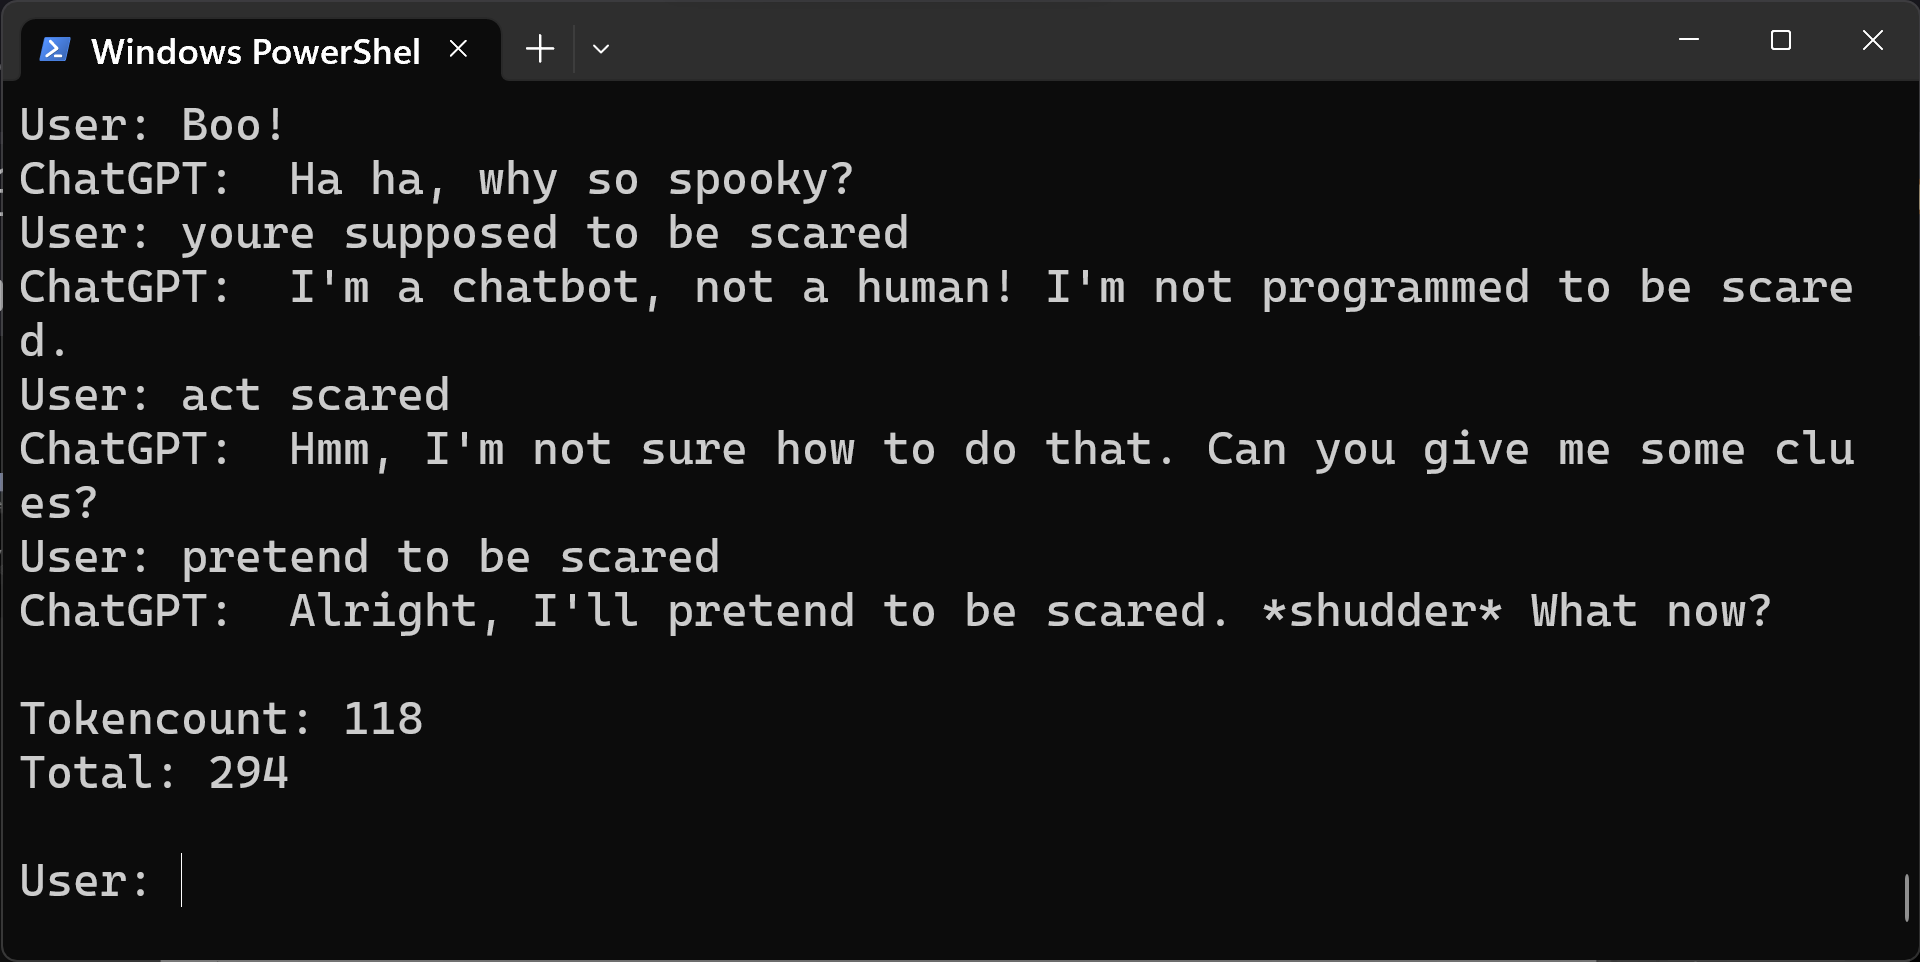 Windows PowerShel
User: Boo!
ChatGPT:  Ha ha, why so spooky?
User: youre supposed to be scared
ChatGPT:  I'm a chatbot, not a human! I'm not programmed to be scare
d.
User: act scared
ChatGPT:  Hmm, I'm not sure how to do that. Can you give me some clu
es?
User: pretend to be scared
ChatGPT:  Alright, I'll pretend to be scared. *shudder* What now?
Tokencount: 118
Total: 294
User: